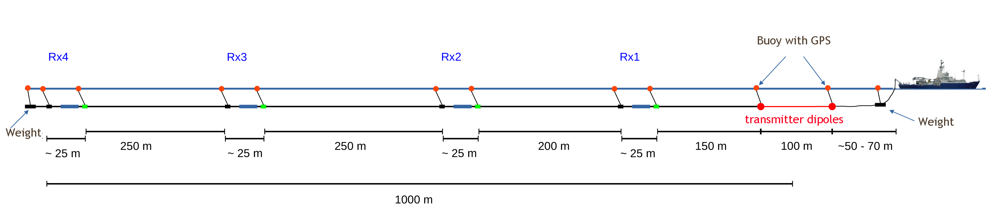 Buoy with GPS
Rx4
Rx3
Rx2
Rx1
transmitter dipoles
Weight
Weight
250 m
250 m
200 m
150 m
100 m
~50 - 70 m
~ 25 m
~ 25 m
~ 25 m
~ 25 m
1000 m